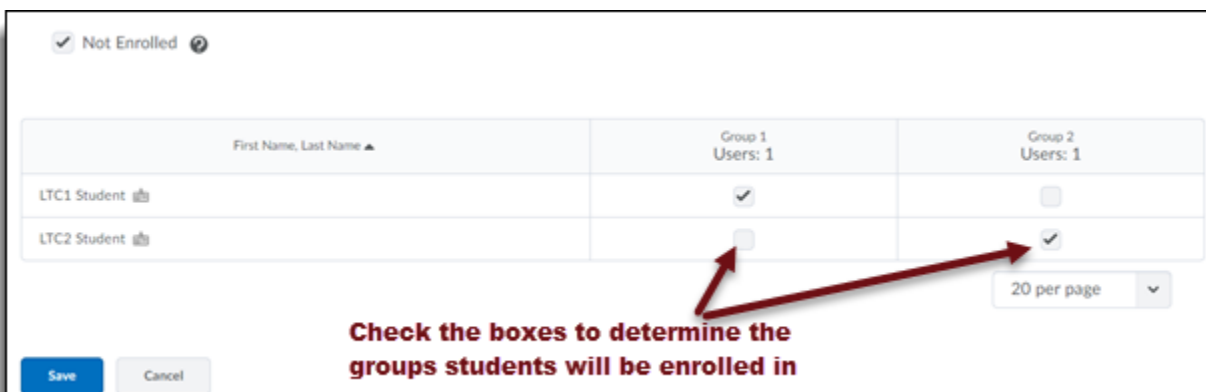 Not Enrolled
First Name, Last Name
Group 1
Users: 1
Group 2
Users: 1
LTC1 Student
LTC2 Student
20 per page
Check the boxes to determine the
groups students will be enrolled in
Save
Cancel